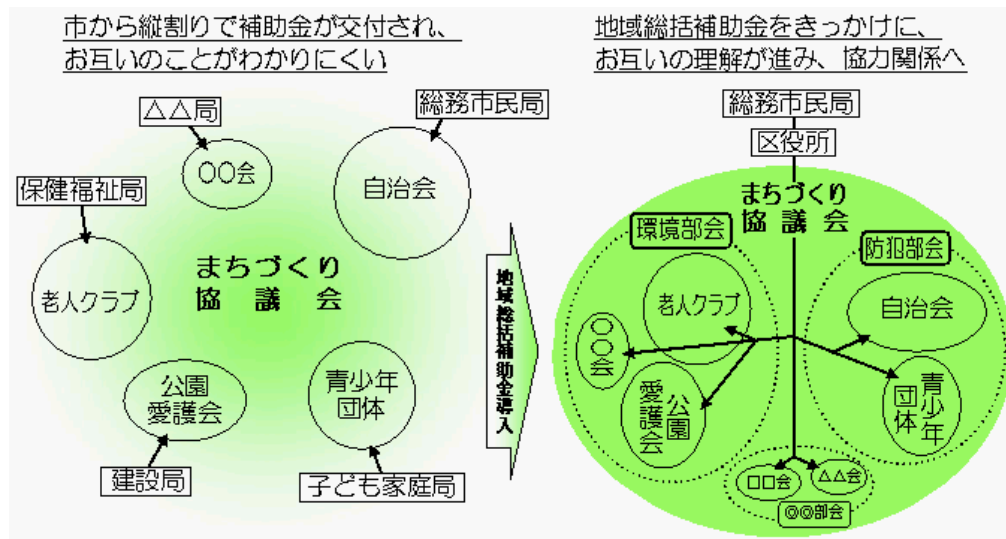 市から縦割りで補助金が交付され、
お互いのことがわかりにくい
△△局
総務市民局
○○会
自治会
保健福祉局
老人クラブ
まちづくり
協議会
公園
愛護会
青少年
団体
建設局
子ども家庭局
地域総括補助金導入
地域総括補助金をきっかけに、
お互いの理解が進み、協力関係へ
総務市民局
区役所
まちづくり
協議会
環境部会
防犯部会
老人クラブ
自治会
○○会
公園
愛護会
青少年
団体
□□会
△△会
◎◎部会